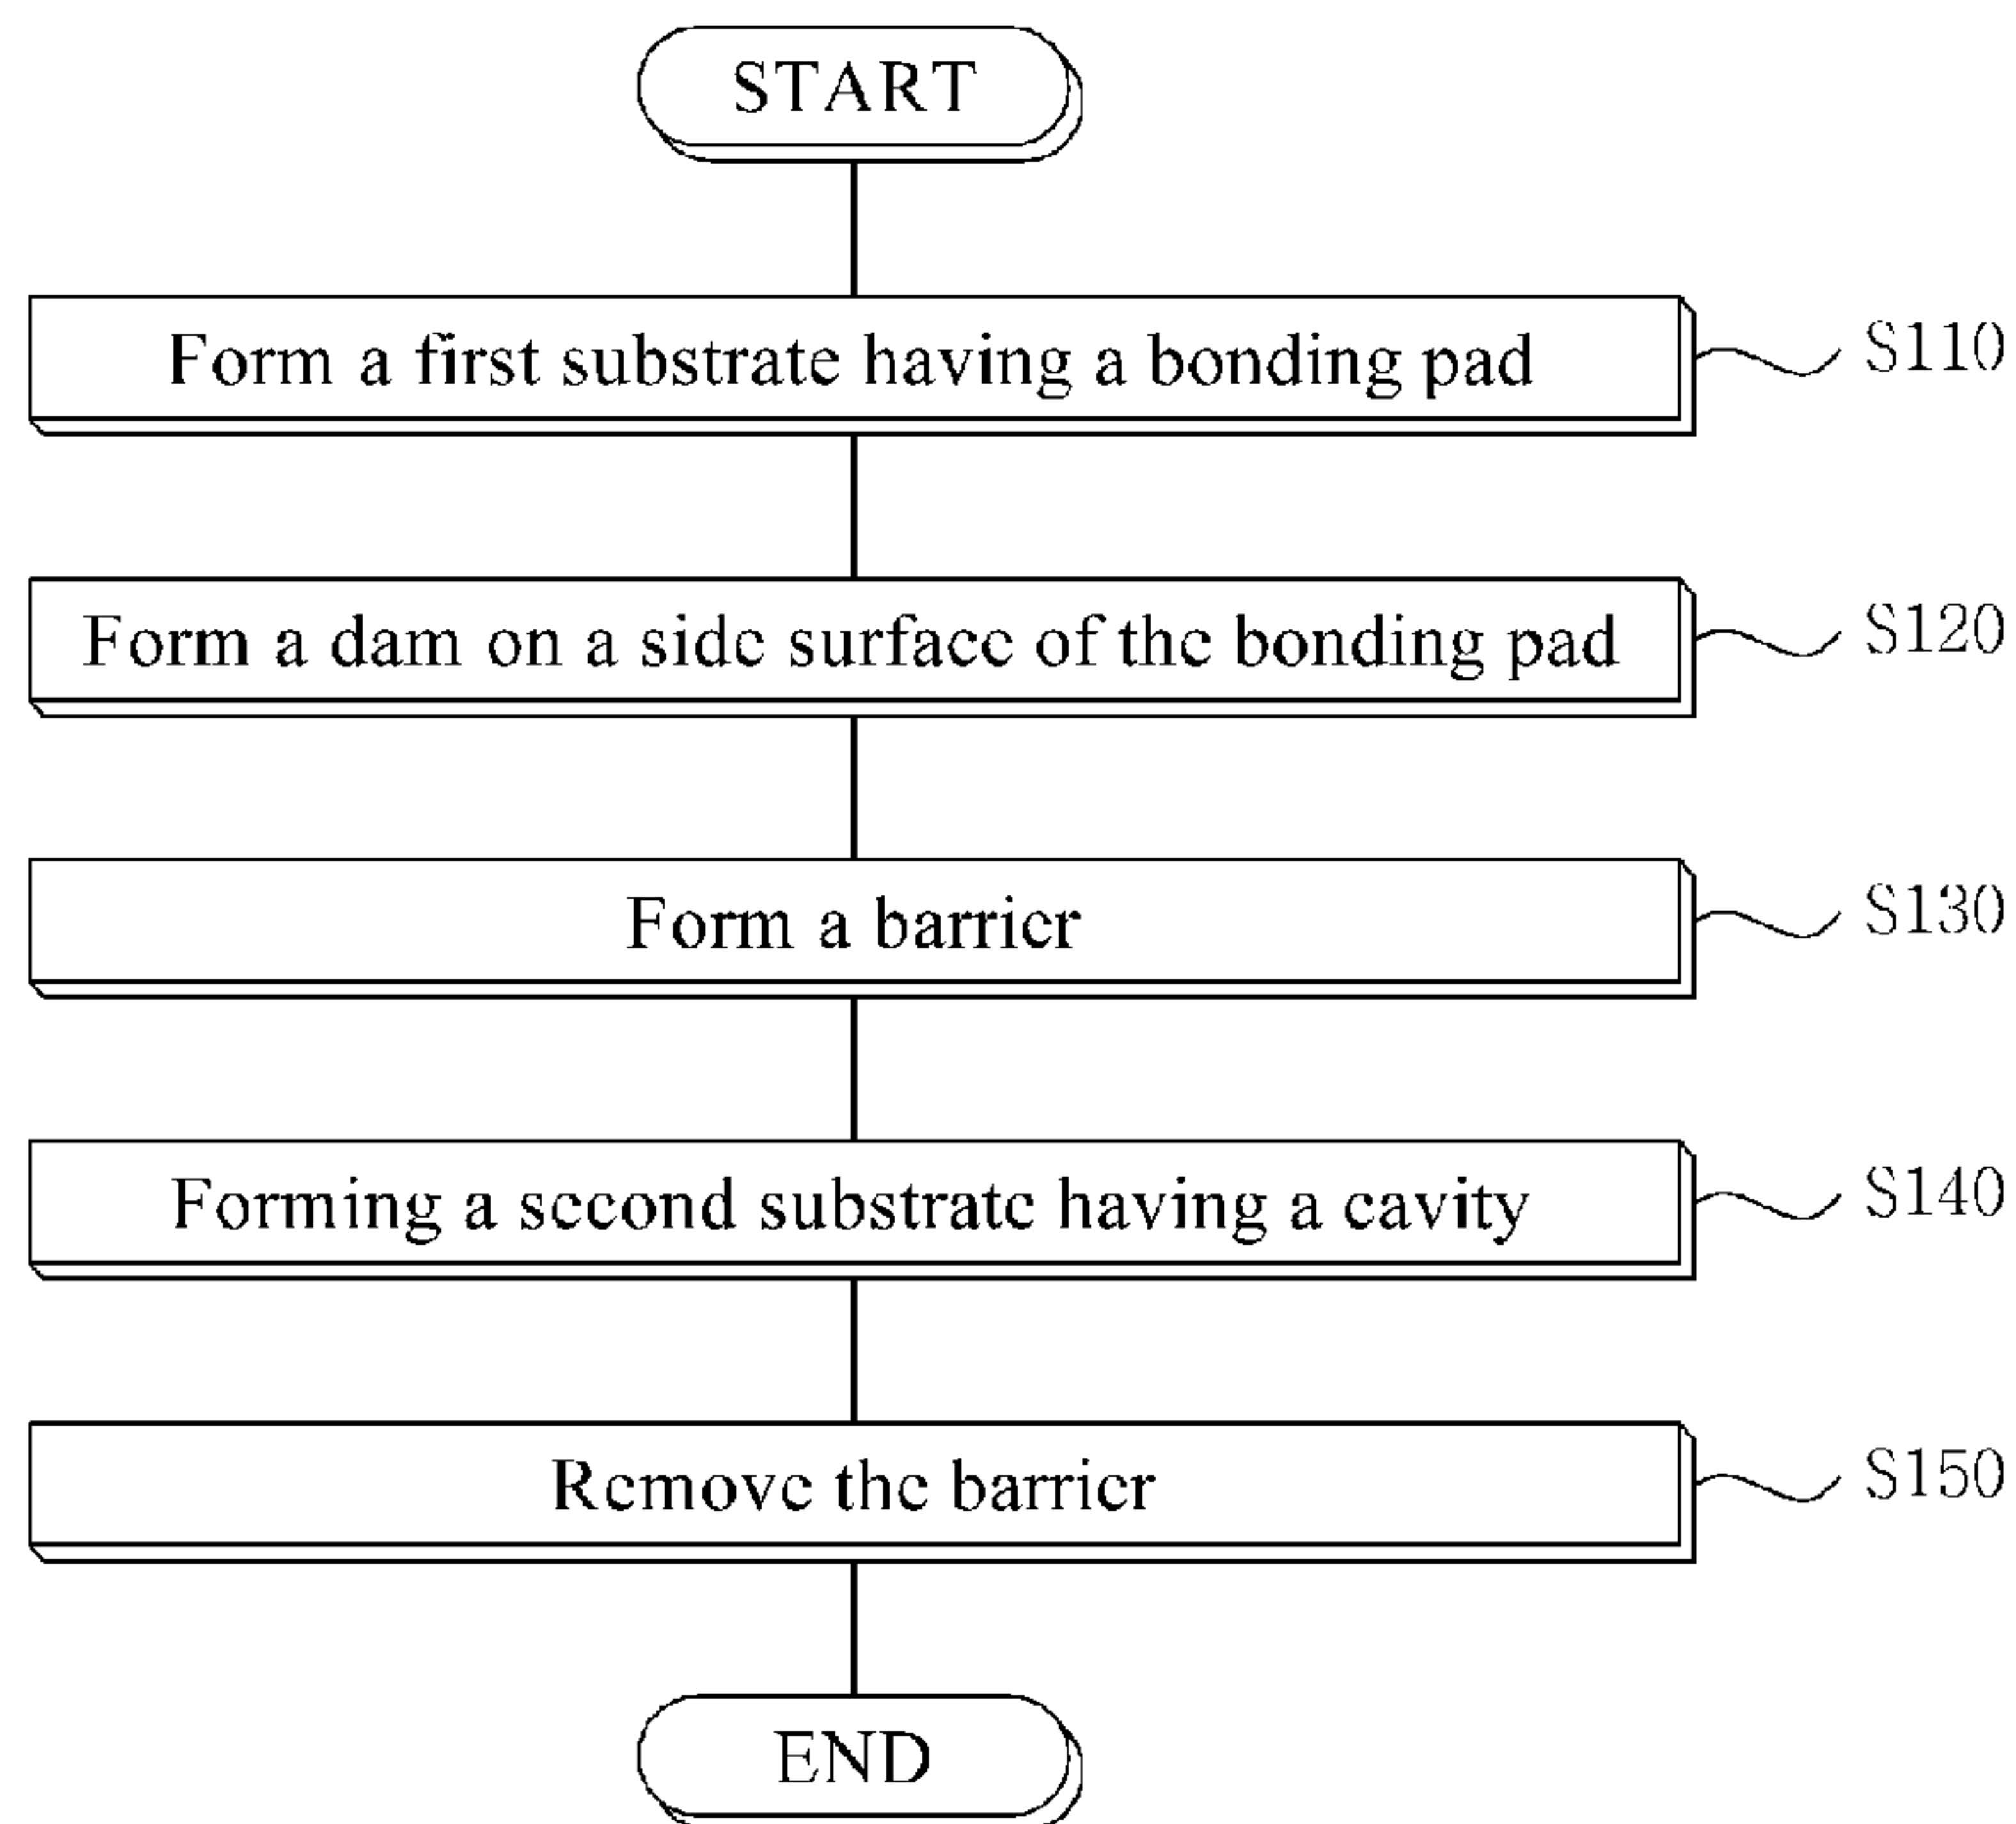 START
Form a first substrate having a bonding pad
S110
Form a dam on a side surface of the bonding pad
S120
Form a barrier
S130
Forming a second substrate having a cavity
S140
Remove the barrier
S150
END